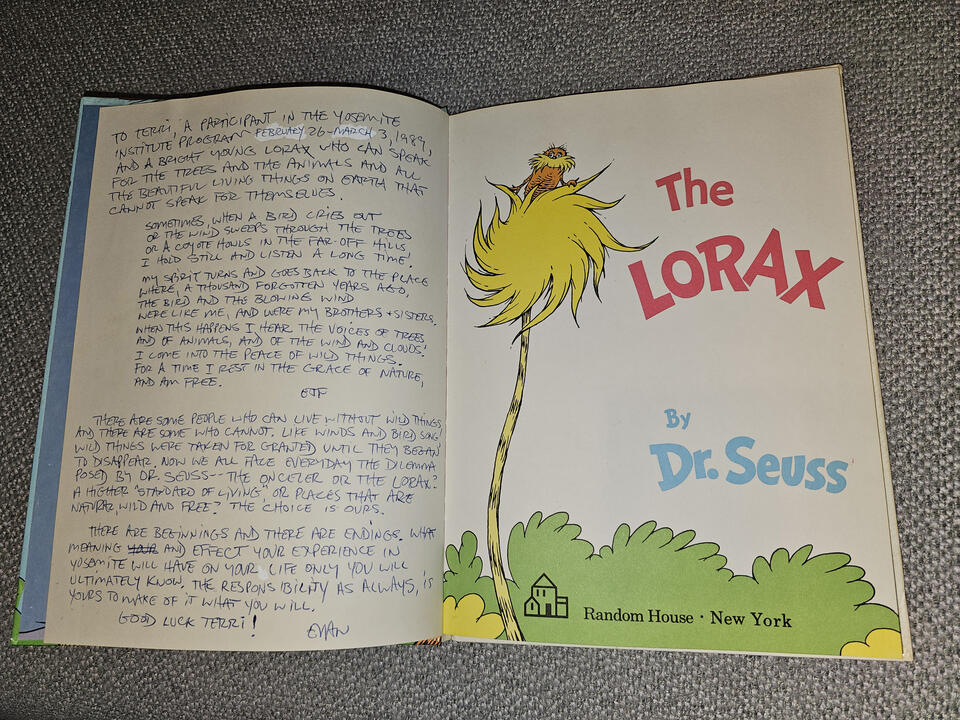 TO TERRI, A PARTICIPANT IN THE YOSEMITE
INSTITUTE PROGRAM FEBRUARY 26-MARCH 3, 1989,
AND A BRIGHT YOUNG LORAX WHO CAN SPEAK
FOR THE TREES AND THE ANIMALS AND ALL
THE BEAUTIFUL LIVING THINGS ON EARTH THAT
CANNOT SPEAK FOR THEMSELVES.
SOMETIMES, WHEN A BIRD CRIES OUT
OR THE WIND SWEEPS THROUGH THE TREES
OR A COYOTE HOWLS IN THE FAR-OFF HILLS
I HOLD STILL AND LISTEN A LONG TIME.
MY SPIRIT TURNS AND GOES BACK TO THE PLACE
WHERE, A THOUSAND FORGOTTEN YEARS AGO,
THE BIRD AND THE BLOWING WIND
WERE LIKE ME, AND WERE MY BROTHERS + SISTERS.
WHEN THIS HAPPENS I HEAR THE VOICES OF TREES
AND OF ANIMALS, AND OF THE WIND AND CLOUDS.
I COME INTO THE PEACE OF WILD THINGS.
FOR A TIME I REST IN THE GRACE OF NATURE,
AND AM FREE.
EJF
THERE ARE SOME PEOPLE WHO CAN LIVE WITHOUT WILD THINGS
AND THERE ARE SOME WHO CANNOT. LIKE WINDS AND BIRD SONG
WILD THINGS WERE TAKEN FOR GRANTED UNTIL THEY BEGAN
TO DISAPPEAR. NOW WE ALL FACE EVERYDAY THE DILEMMA
POSED BY DR. SEUSS-- THE ONCELER OR THE LORAX?
A HIGHER "STANDARD OF LIVING" OR PLACES THAT ARE
NATURAL, WILD AND FREE? THE CHOICE IS OURS.
THERE ARE BEGINNINGS AND THERE ARE ENDINGS. WHAT
MEANING AND EFFECT YOUR EXPERIENCE IN
YOSEMITE WILL HAVE ON YOUR LIFE ONLY YOU WILL
ULTIMATELY KNOW. THE RESPONSIBILITY AS ALWAYS, IS
YOURS TO MAKE OF IT WHAT YOU WILL.
GOOD LUCK TERRI!
EVAN
The
LORAX
By
Dr. Seuss
Random House · New York